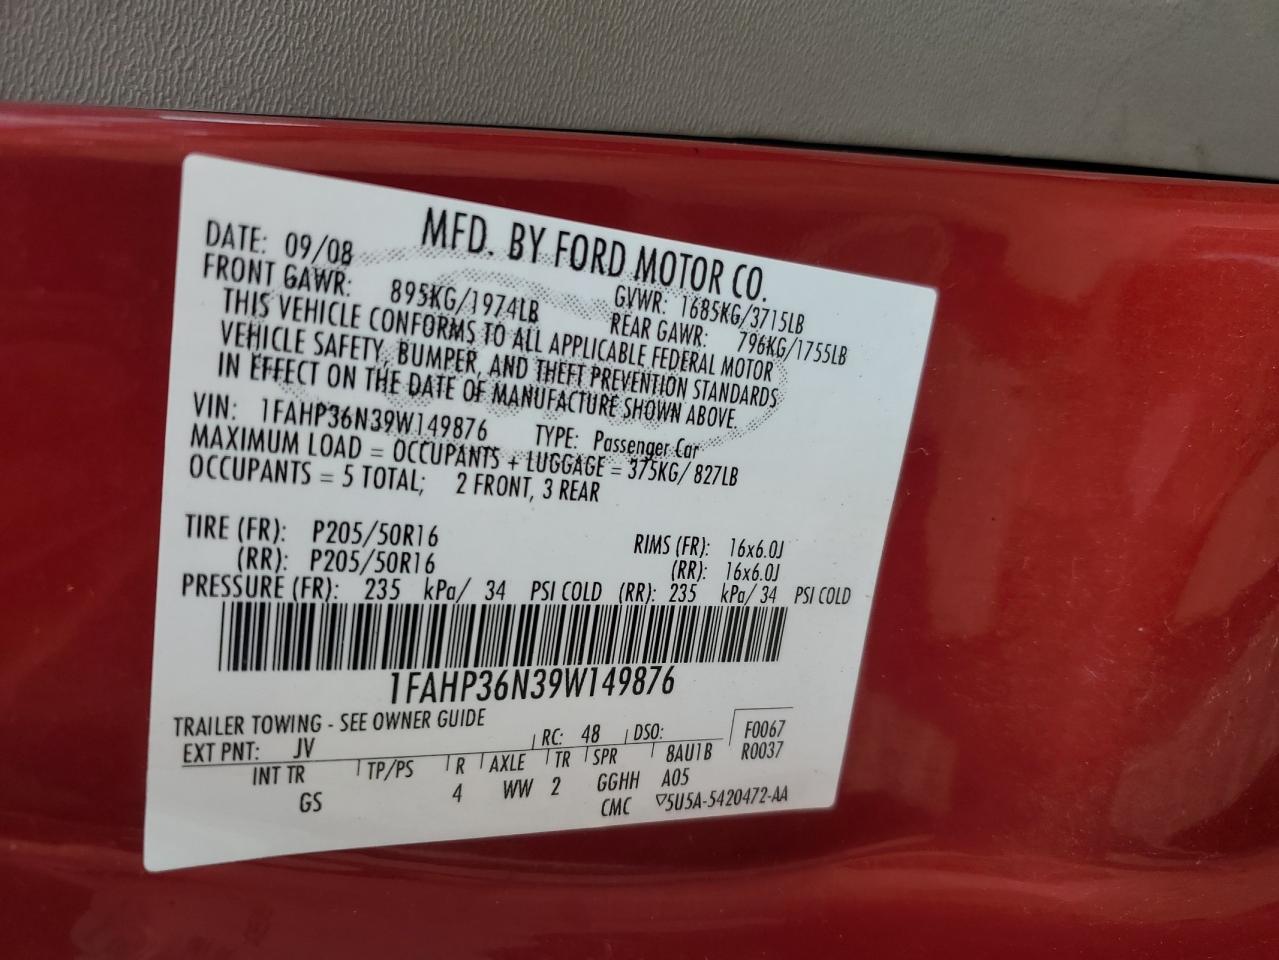 MFD. BY FORD MOTOR CO.
DATE: 09/08 GVWR: 1685KG/3715LB
FRONT GAWR: 895KG/1974LB REAR GAWR: 796KG/1755LB
THIS VEHICLE CONFORMS TO ALL APPLICABLE FEDERAL MOTOR
VEHICLE SAFETY, BUMPER, AND THEFT PREVENTION STANDARDS
IN EFFECT ON THE DATE OF MANUFACTURE SHOWN ABOVE.
VIN: 1FAHP36N39W149876 TYPE: Passenger Car
MAXIMUM LOAD = OCCUPANTS + LUGGAGE = 375KG/ 827LB
OCCUPANTS = 5 TOTAL; 2 FRONT, 3 REAR
TIRE (FR): P205/50R16 RIMS (FR): 16x6.0J
(RR): P205/50R16 (RR): 16x6.0J
PRESSURE (FR): 235 kPa/ 34 PSI COLD (RR): 235 kPa/ 34 PSI COLD
1FAHP36N39W149876
TRAILER TOWING - SEE OWNER GUIDE
EXT PNT: JV RC: 48 DSO: F0067
INT TR TP/PS R AXLE TR SPR 8AU1B R0037
GS 4 WW 2 GGHH A05
CMC ▽5U5A-5420472-AA